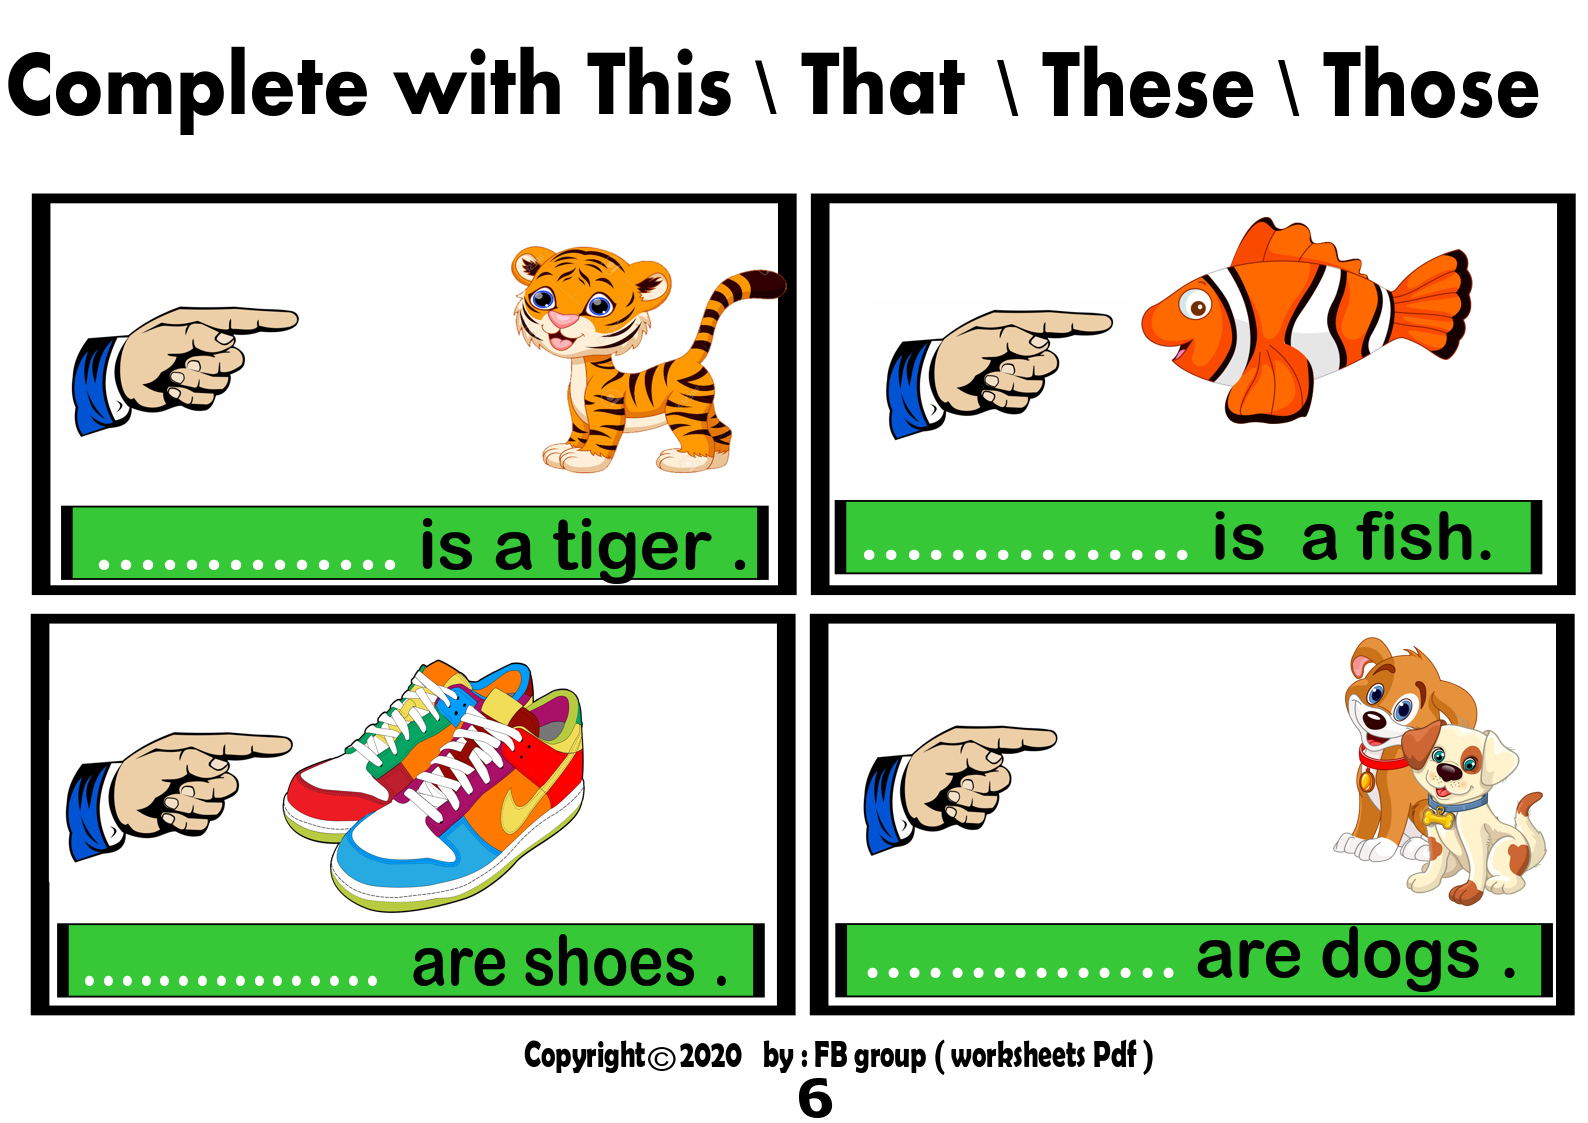 Complete with This \ That \ These \ Those
.............. is a tiger .
............... is a fish.
................ are shoes .
............... are dogs .
Copyright © 2020 by : FB group ( worksheets Pdf )
6